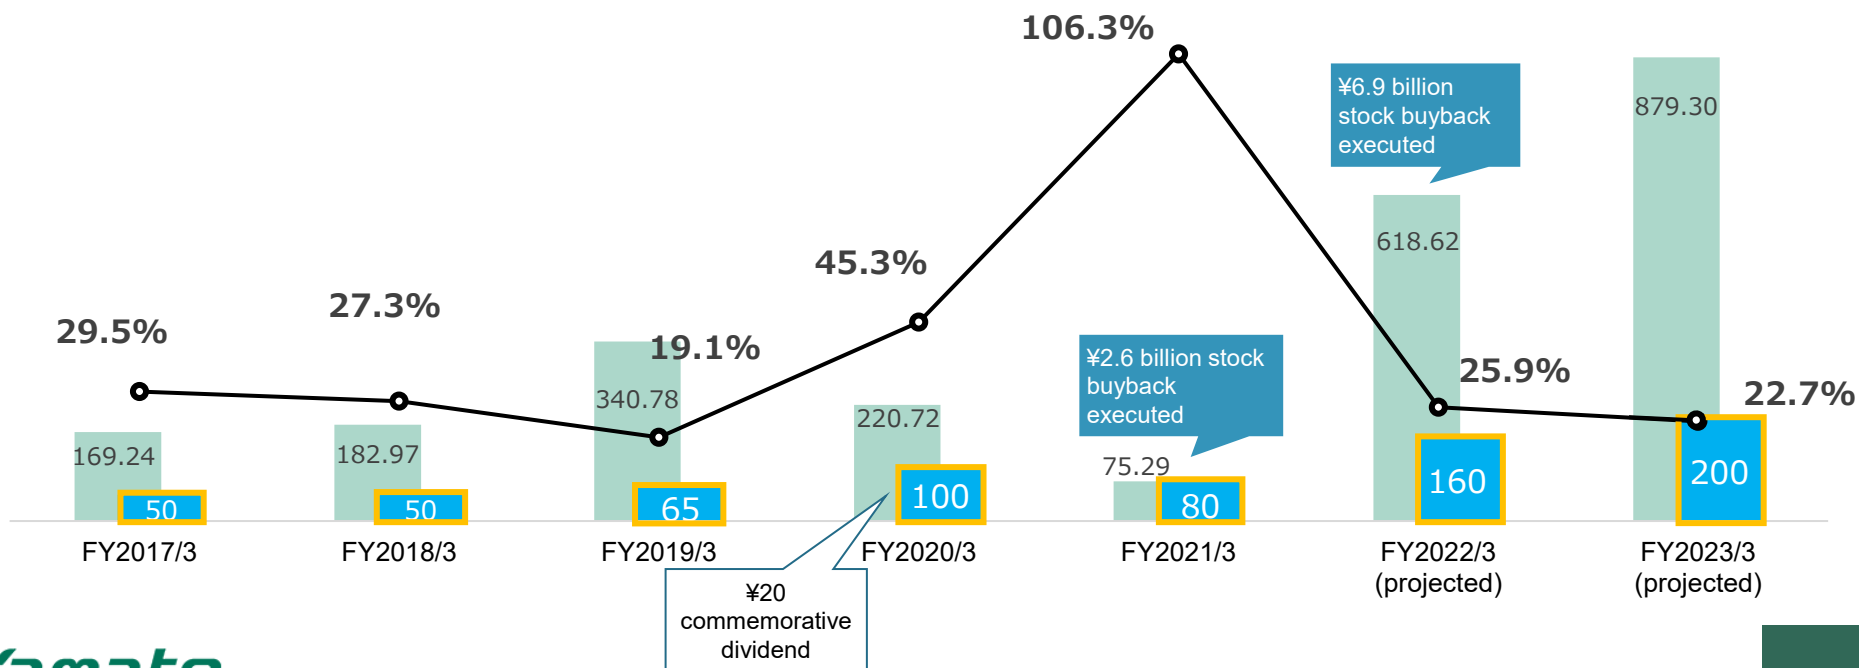 106.3%
¥6.9 billion
stock buyback
executed
879.30
618.62
45.3%
27.3%
29.5%
19.1%
¥2.6 billion stock
buyback
executed
25.9%
22.7%
340.78
220.72
169.24
182.97
75.29
50
50
65
100
80
160
200
FY2017/3
FY2018/3
FY2019/3
FY2020/3
FY2021/3
FY2022/3
(projected)
FY2023/3
(projected)
¥20
commemorative
dividend
Yamato